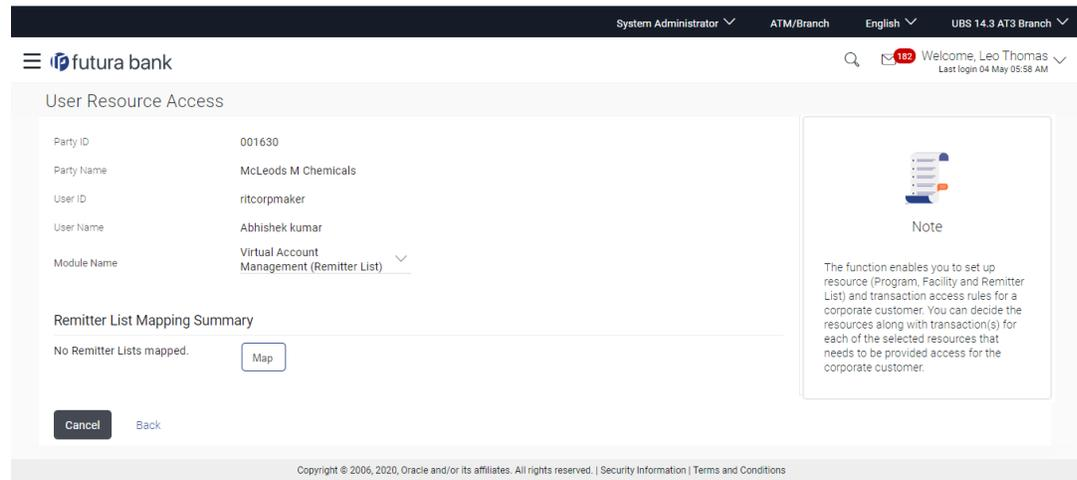 System Administrator ATM/Branch English UBS 14.3 AT3 Branch
futura bank
182 Welcome, Leo Thomas
Last login 04 May 05:58 AM
User Resource Access
Party ID 001630
Party Name McLeods M Chemicals
User ID ritcorpmaker
User Name Abhishek kumar
Module Name Virtual Account
Management (Remitter List)
Remitter List Mapping Summary
No Remitter Lists mapped. Map
Cancel Back
Note
The function enables you to set up
resource (Program, Facility and Remitter
List) and transaction access rules for a
corporate customer. You can decide the
resources along with transaction(s) for
each of the selected resources that
needs to be provided access for the
corporate customer.
Copyright © 2006, 2020, Oracle and/or its affiliates. All rights reserved. | Security Information | Terms and Conditions